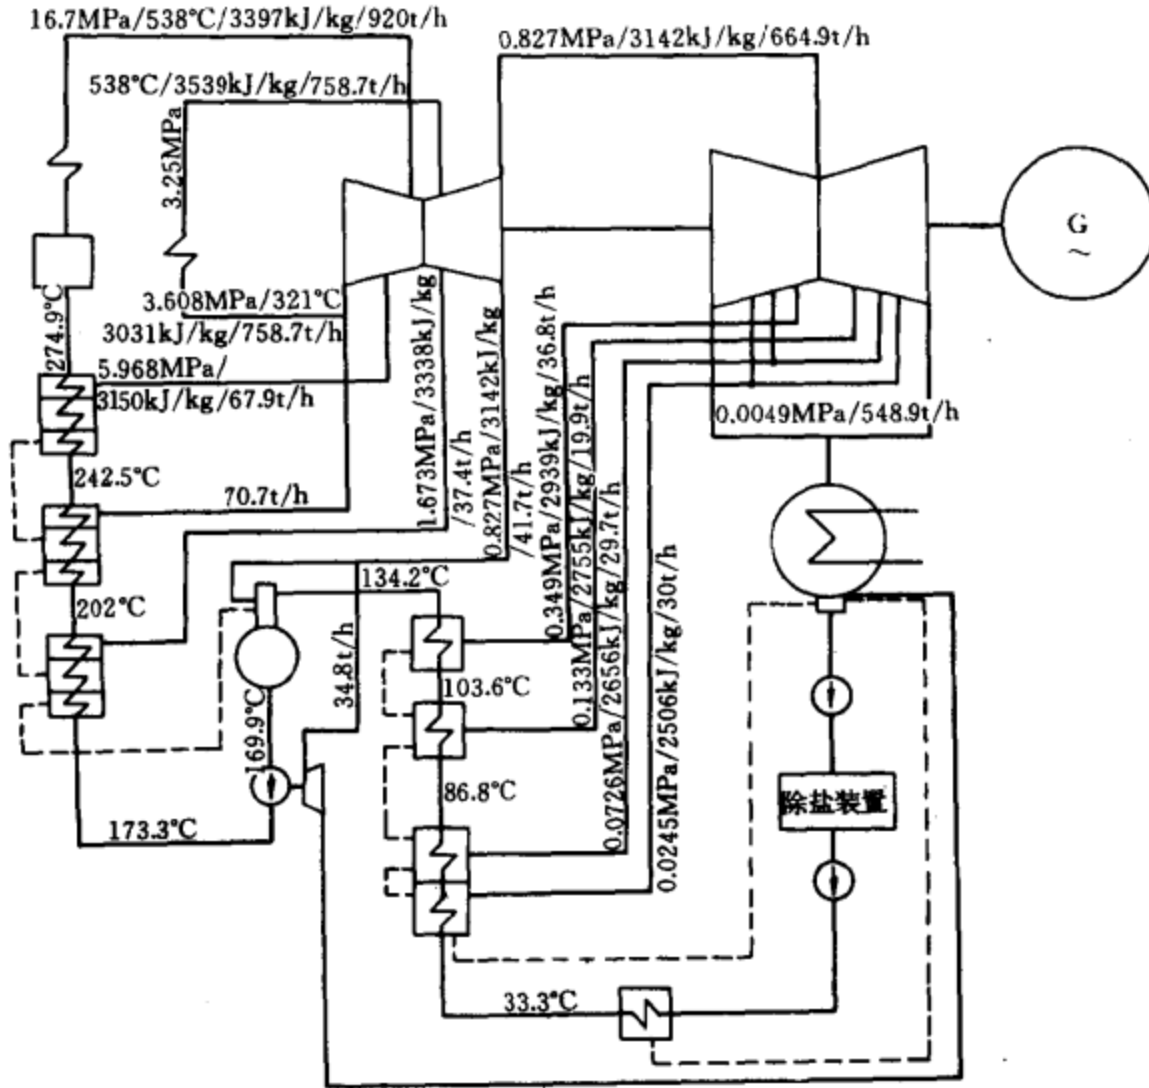 16.7MPa/538°C/3397kJ/kg/920t/h
0.827MPa/3142kJ/kg/664.9t/h
538°C/3539kJ/kg/758.7t/h
3.25MPa
G
~
3.608MPa/321°C
3031kJ/kg/758.7t/h
274.9°C
5.968MPa/
3150kJ/kg/67.9t/h
1.673MPa/3338kJ/kg
/37.4t/h
0.827MPa/3142kJ/kg
/41.7t/h
0.349MPa/2939kJ/kg/36.8t/h
0.133MPa/2755kJ/kg/19.9t/h
0.0726MPa/2656kJ/kg/29.7t/h
0.0245MPa/2506kJ/kg/30t/h
0.0049MPa/548.9t/h
242.5°C
70.7t/h
202°C
134.2°C
34.8t/h
169.9°C
103.6°C
86.8°C
173.3°C
除盐装置
33.3°C